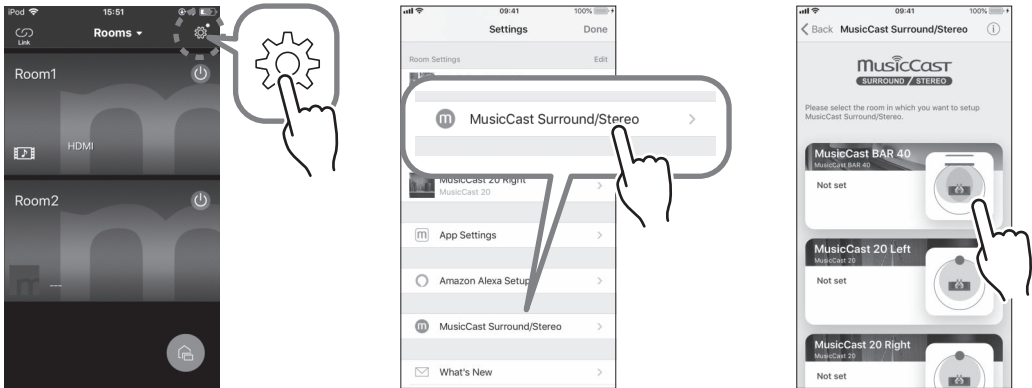 iPod 15:51
Link
Rooms
Room1
HDMI
Room2
---
09:41 100%
Settings Done
Room Settings Edit
MusicCast Surround/Stereo
MusicCast 20 Right
MusicCast 20
App Settings
Amazon Alexa Setup
MusicCast Surround/Stereo
What's New
09:41 100%
Back MusicCast Surround/Stereo
MusicCast
SURROUND / STEREO
Please select the room in which you want to setup
MusicCast Surround/Stereo.
MusicCast BAR 40
MusicCast BAR 40
Not set
MusicCast 20 Left
MusicCast 20
Not set
MusicCast 20 Right
MusicCast 20
Not set